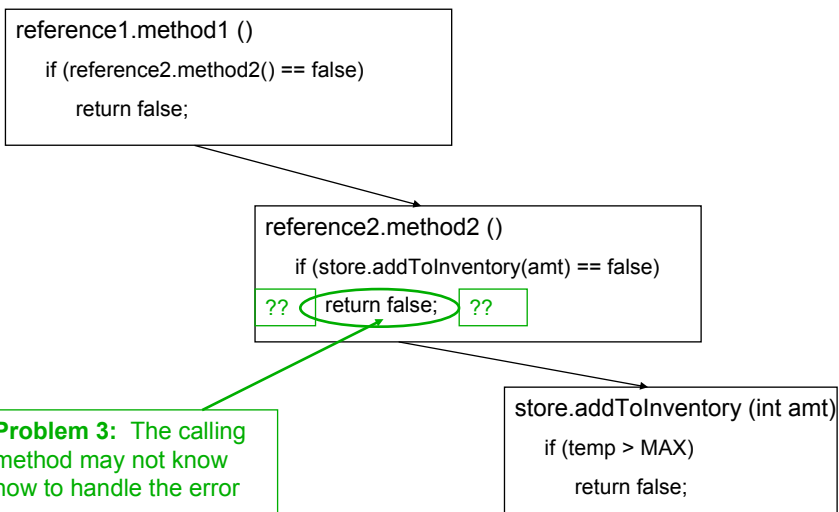 reference1.method1 ()
if (reference2.method2() == false)
return false;
reference2.method2 ()
if (store.addToInventory(amt) == false)
?? return false; ??
Problem 3: The calling
method may not know
how to handle the error
store.addToInventory (int amt)
if (temp > MAX)
return false;